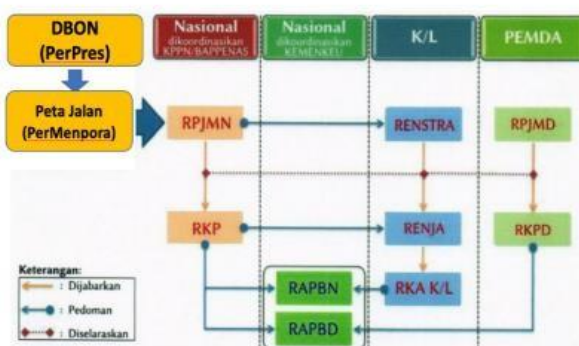 DBON
(PerPres)
Peta Jalan
(PerMenpora)
Nasional
dikoordinasikan
KPPN/BAPPENAS
Nasional
dikoordinasikan
KEMENKEU
K/L
PEMDA
RPJMN
RENSTRA
RPJMD
RKP
RENJA
RKPD
RAPBN
RKA K/L
RAPBD
Keterangan:
: Dijabarkan
: Pedoman
: Diselaraskan